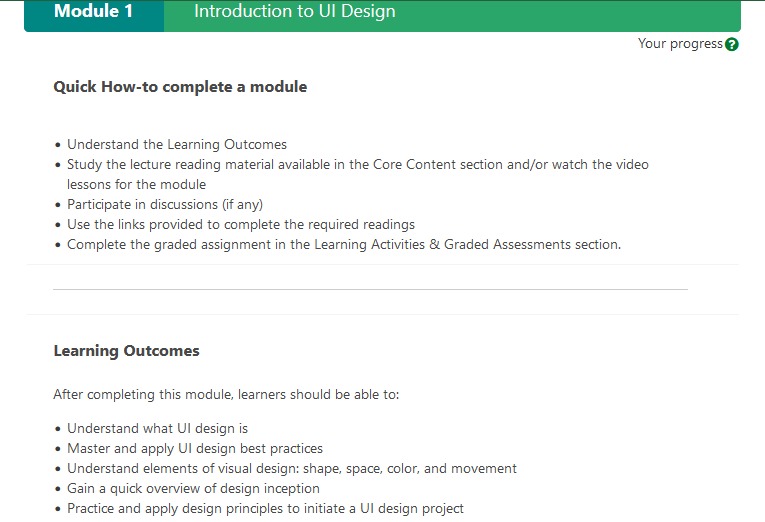 Module 1 Introduction to UI Design
Your progress ?
Quick How-to complete a module
• Understand the Learning Outcomes
• Study the lecture reading material available in the Core Content section and/or watch the video
lessons for the module
• Participate in discussions (if any)
• Use the links provided to complete the required readings
• Complete the graded assignment in the Learning Activities & Graded Assessments section.
Learning Outcomes
After completing this module, learners should be able to:
• Understand what UI design is
• Master and apply UI design best practices
• Understand elements of visual design: shape, space, color, and movement
• Gain a quick overview of design inception
• Practice and apply design principles to initiate a UI design project